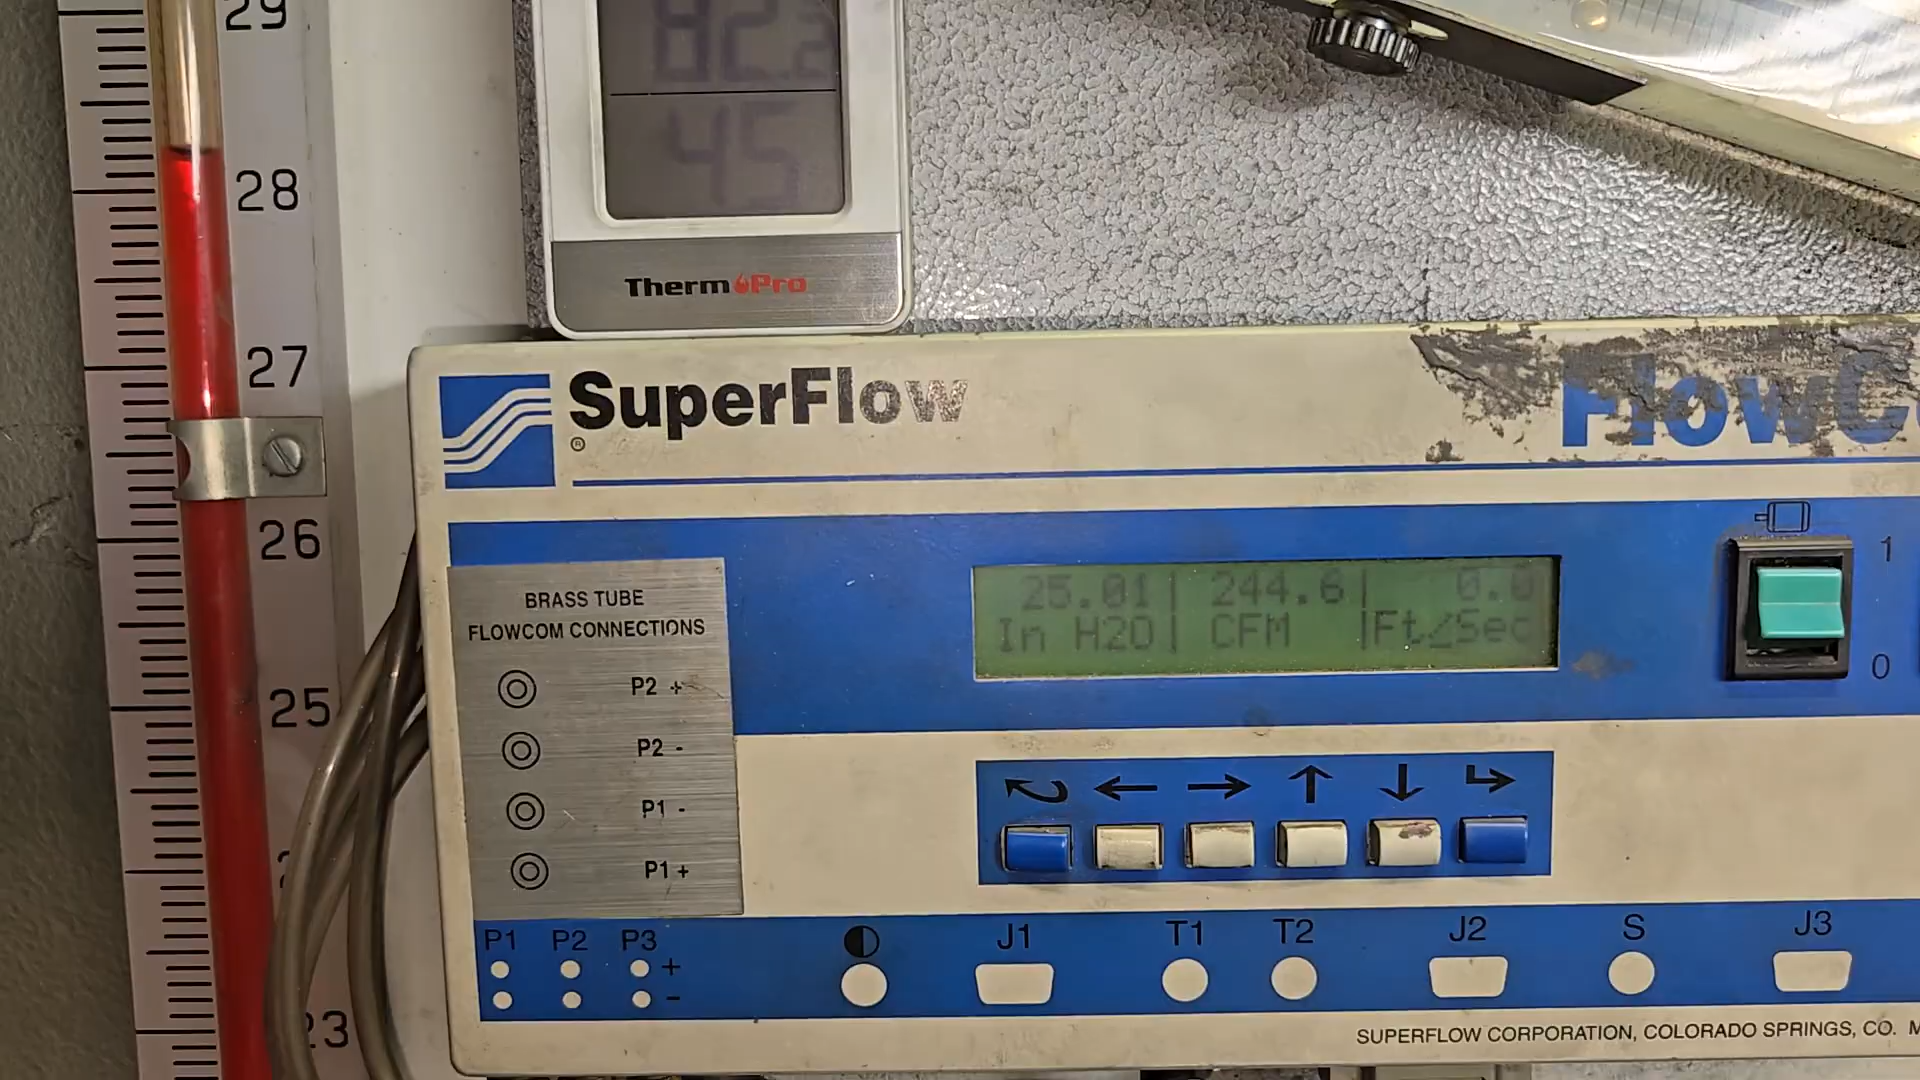 29
28
27
26
25
23
82.2
45
ThermoPro
SuperFlow
®
FlowC
BRASS TUBE
FLOWCOM CONNECTIONS
P2 +
P2 -
P1 -
P1 +
25.01| 244.6| 0.0
In H2O| CFM |Ft/Sec
1
0
P1 P2 P3
+
-
J1 T1 T2 J2 S J3
SUPERFLOW CORPORATION, COLORADO SPRINGS, CO.